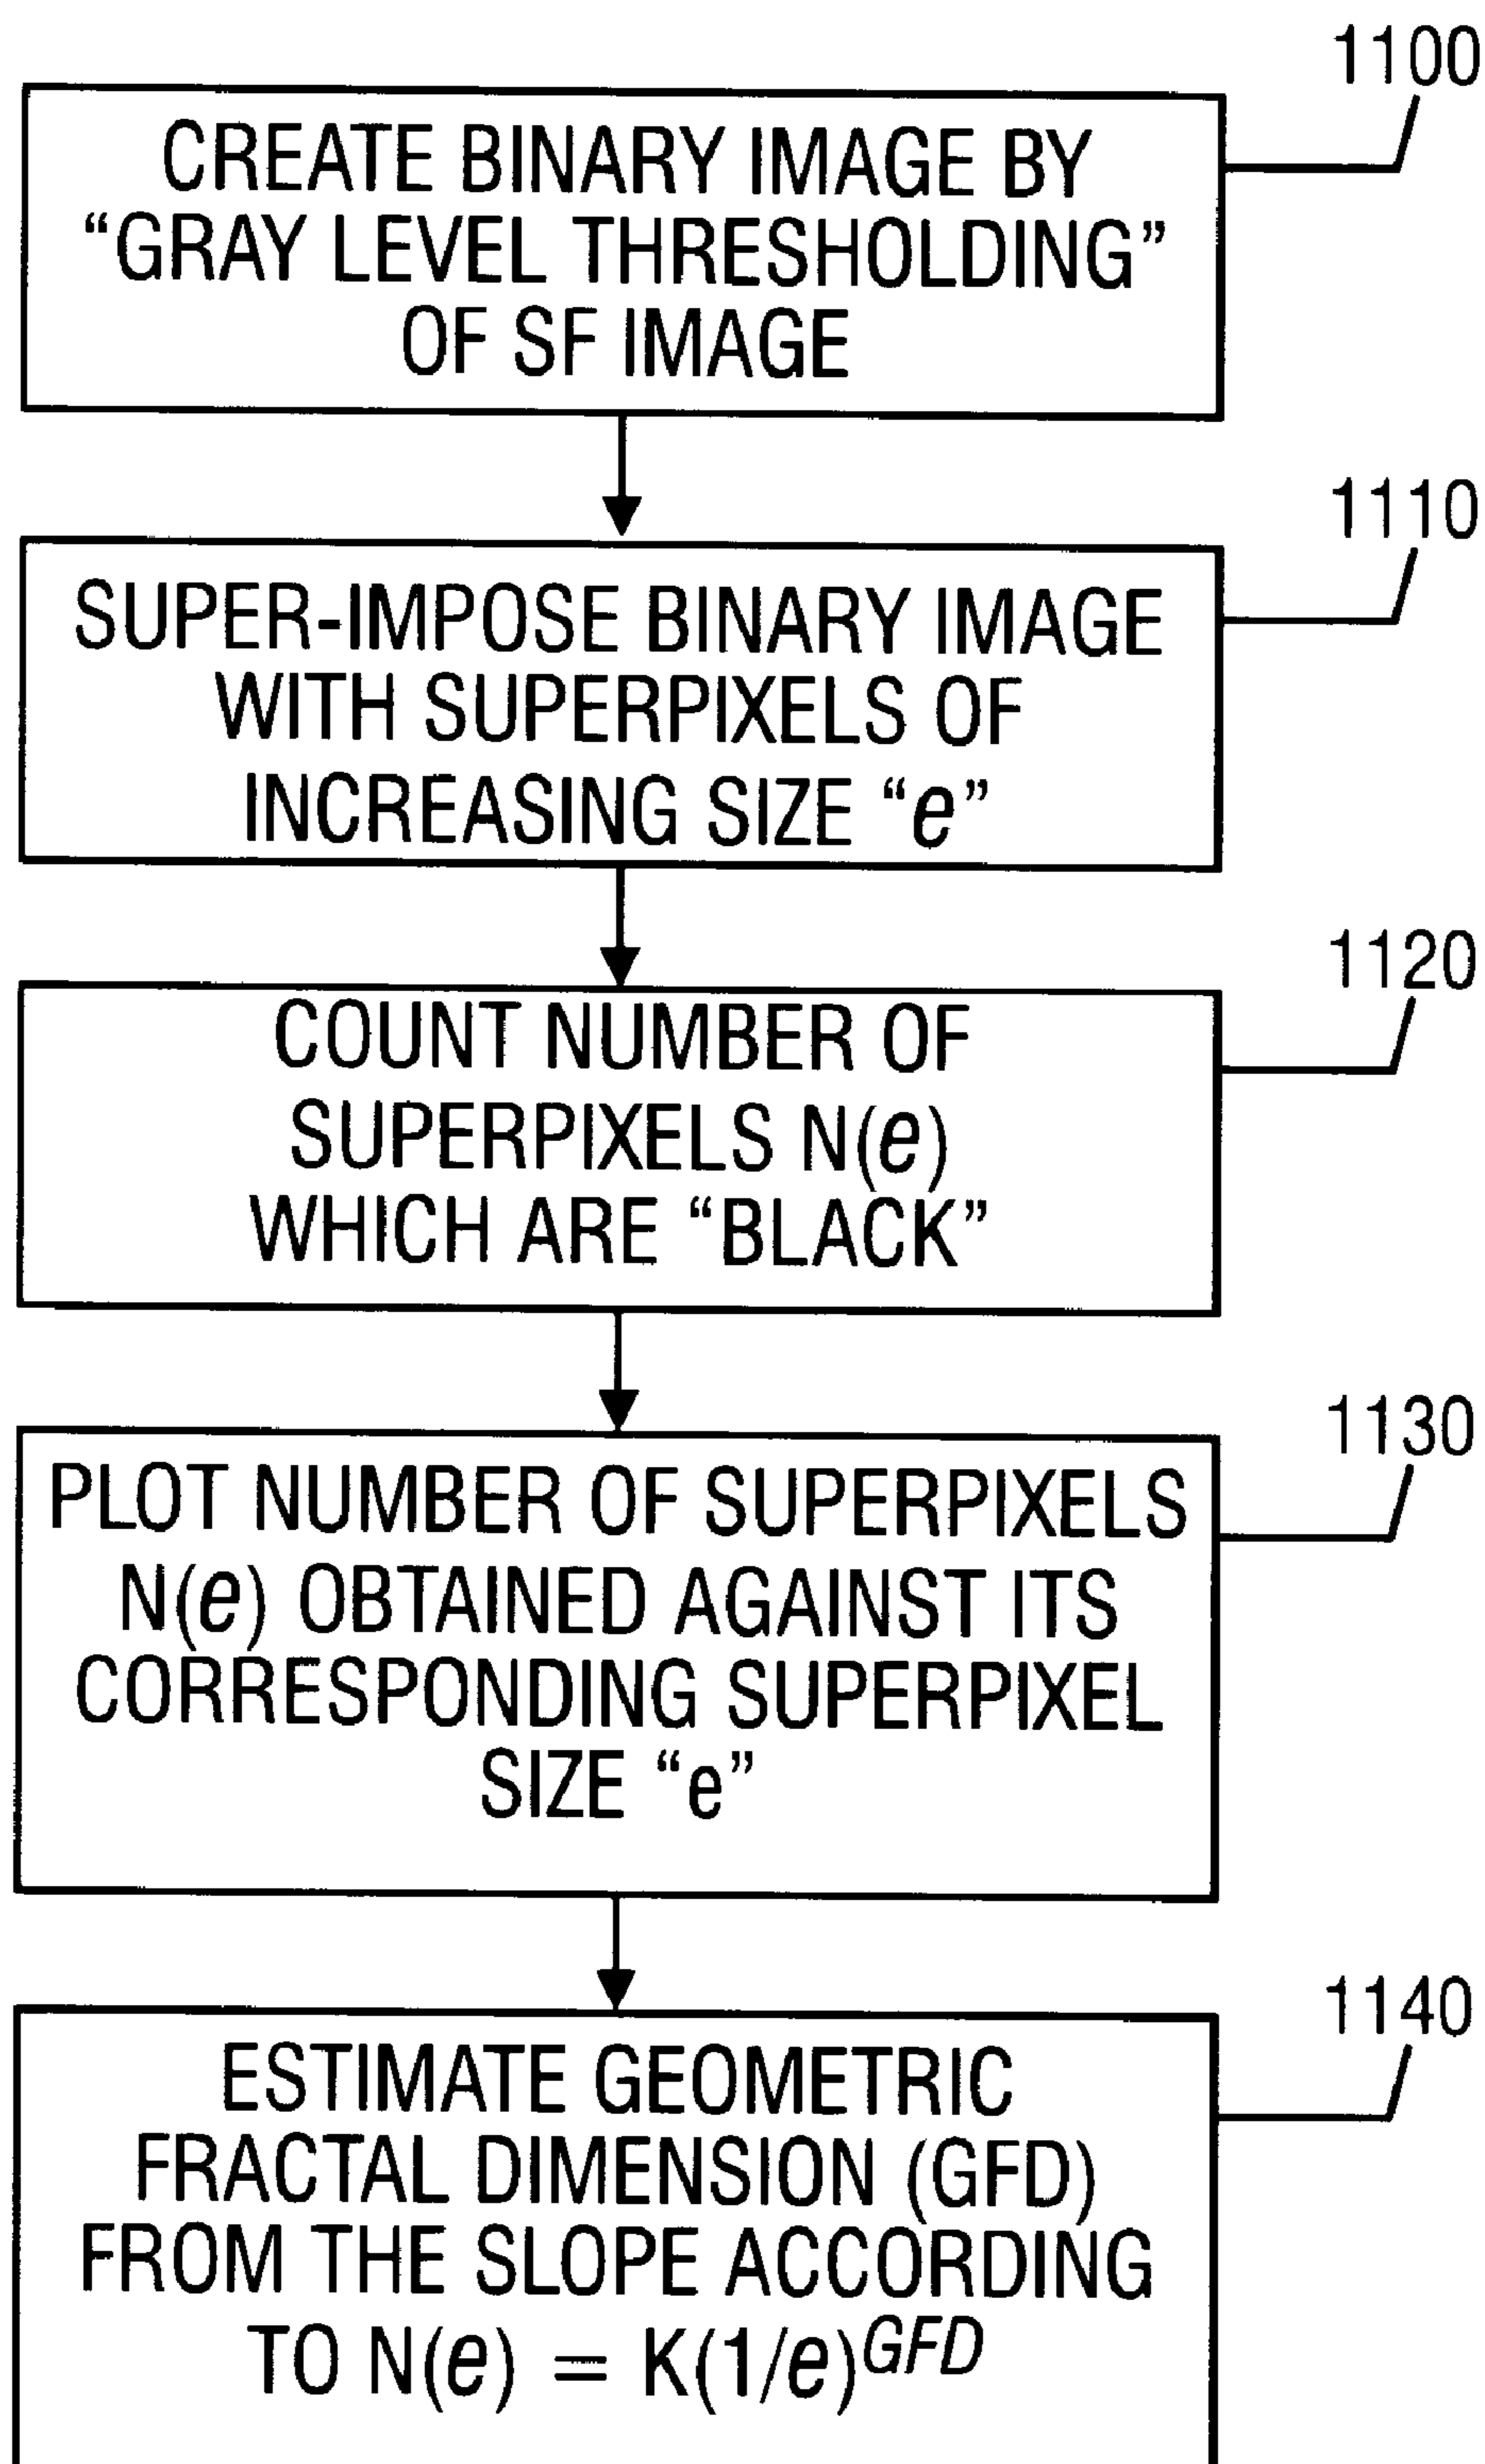 1100
CREATE BINARY IMAGE BY
“GRAY LEVEL THRESHOLDING”
OF SF IMAGE
1110
SUPER-IMPOSE BINARY IMAGE
WITH SUPERPIXELS OF
INCREASING SIZE “e”
1120
COUNT NUMBER OF
SUPERPIXELS N(e)
WHICH ARE “BLACK”
1130
PLOT NUMBER OF SUPERPIXELS
N(e) OBTAINED AGAINST ITS
CORRESPONDING SUPERPIXEL
SIZE “e”
1140
ESTIMATE GEOMETRIC
FRACTAL DIMENSION (GFD)
FROM THE SLOPE ACCORDING
TO N(e) = K(1/e)^GFD